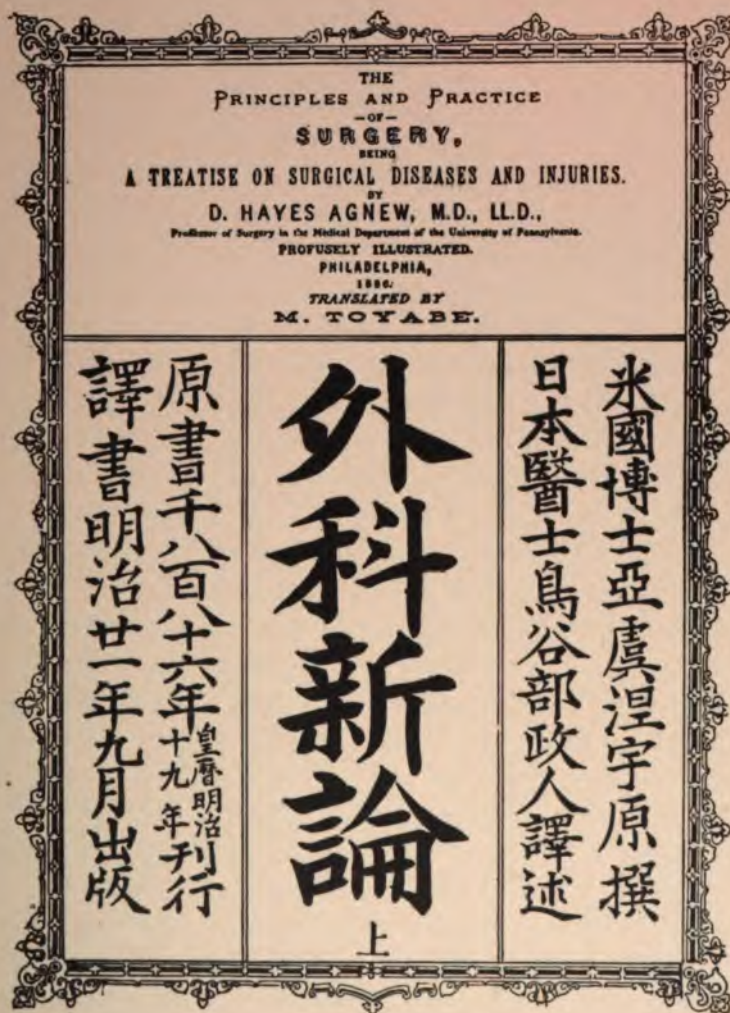 THE
PRINCIPLES AND PRACTICE
—OF—
SURGERY,
BEING
A TREATISE ON SURGICAL DISEASES AND INJURIES.
BY
D. HAYES AGNEW, M.D., LL.D.,
Professor of Surgery in the Medical Department of the University of Pennsylvania.
PROFUSELY ILLUSTRATED.
PHILADELPHIA,
1886.
TRANSLATED BY
M. TOYABE.
米國博士亞虞涅宇原撰
日本醫士鳥谷部政人譯述
外科新論
上
原書千八百八十六年皇曆明治十九年刊行
譯書明治廿一年九月出版